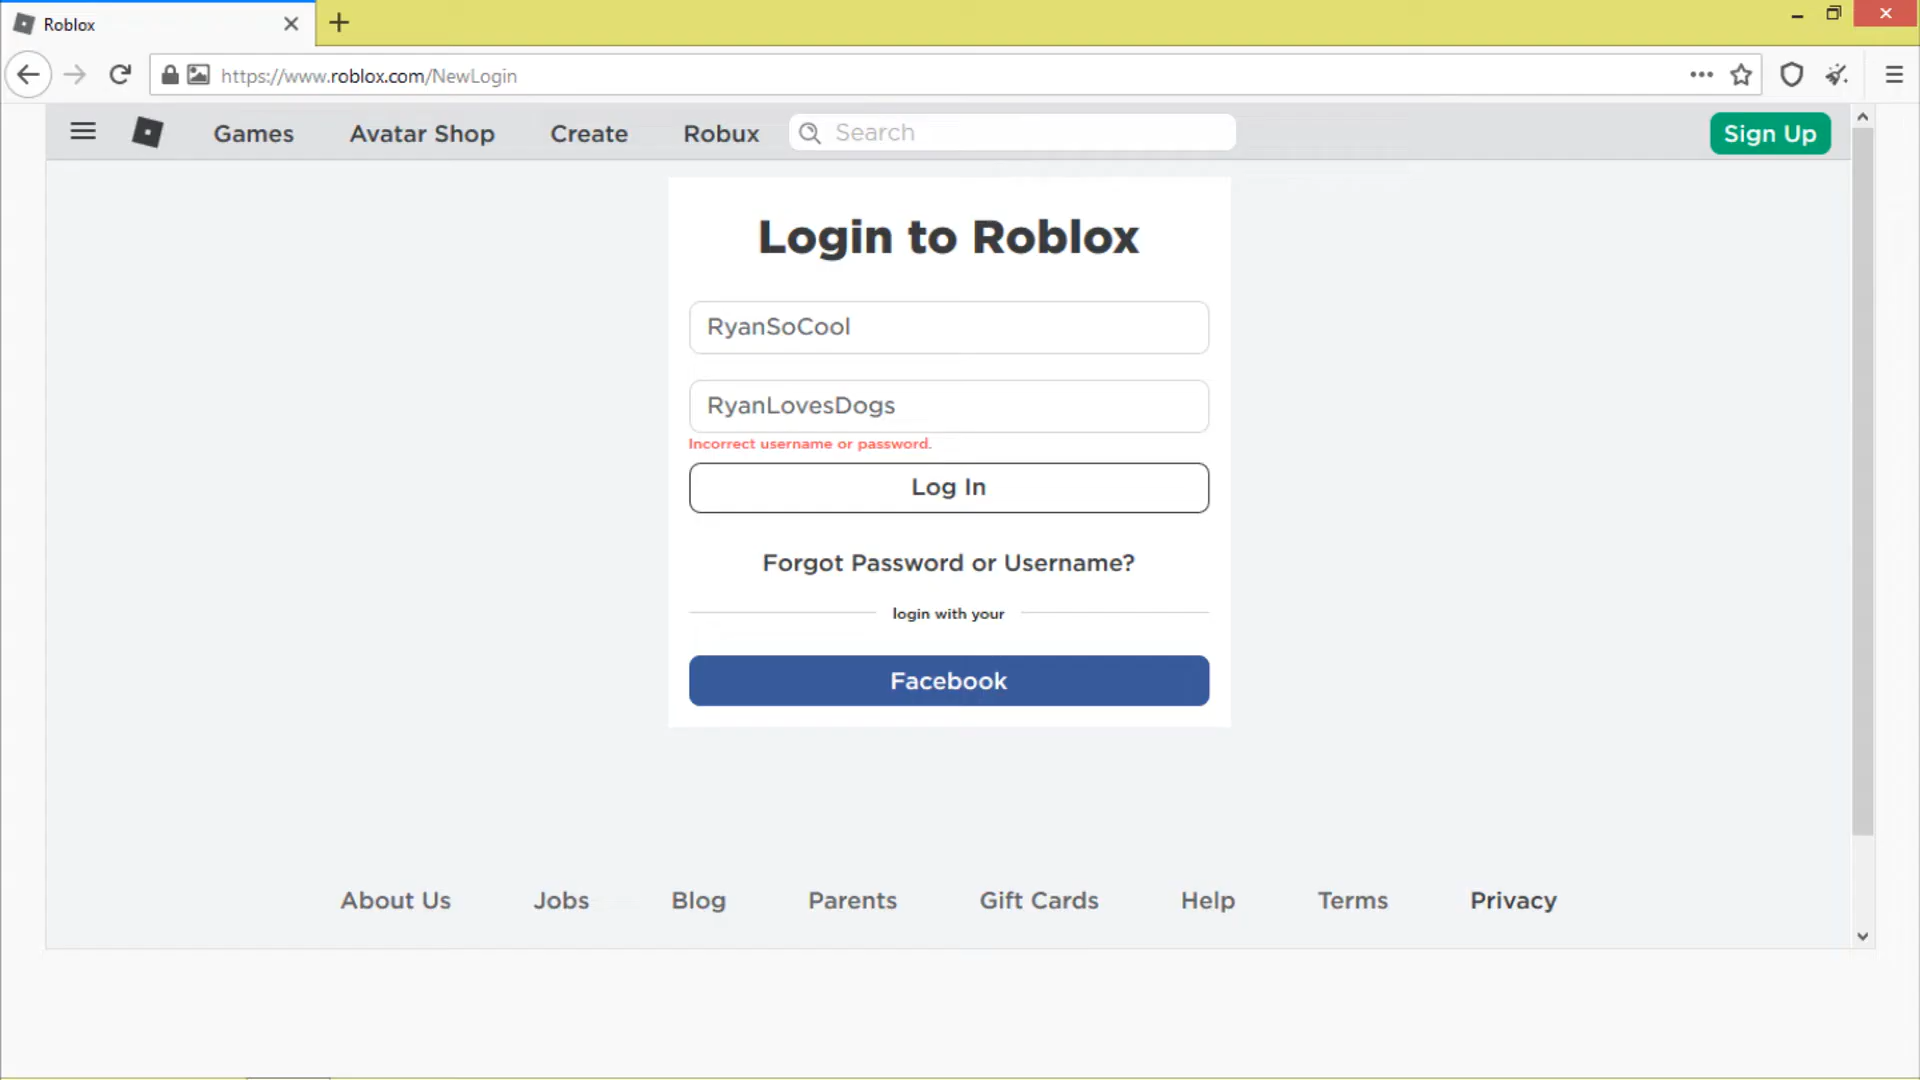 Roblox
https://www.roblox.com/NewLogin
Games Avatar Shop Create Robux Search Sign Up
Login to Roblox
RyanSoCool
RyanLovesDogs
Incorrect username or password.
Log In
Forgot Password or Username?
login with your
Facebook
About Us Jobs Blog Parents Gift Cards Help Terms Privacy